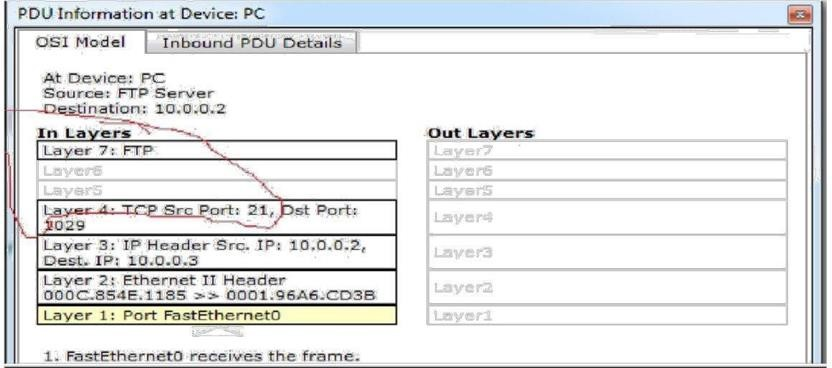 PDU Information at Device: PC
OSI Model
Inbound PDU Details
At Device: PC
Source: FTP Server
Destination: 10.0.0.2
In Layers
Layer 7: FTP
Layer6
Layer5
Layer 4: TCP Src Port: 21, Dst Port:
1029
Layer 3: IP Header Src. IP: 10.0.0.2,
Dest. IP: 10.0.0.3
Layer 2: Ethernet II Header
000C.854E.1185 >> 0001.96A6.CD3B
Layer 1: Port FastEthernet0
Out Layers
Layer7
Layer6
Layer5
Layer4
Layer3
Layer2
Layer1
1. FastEthernet0 receives the frame.